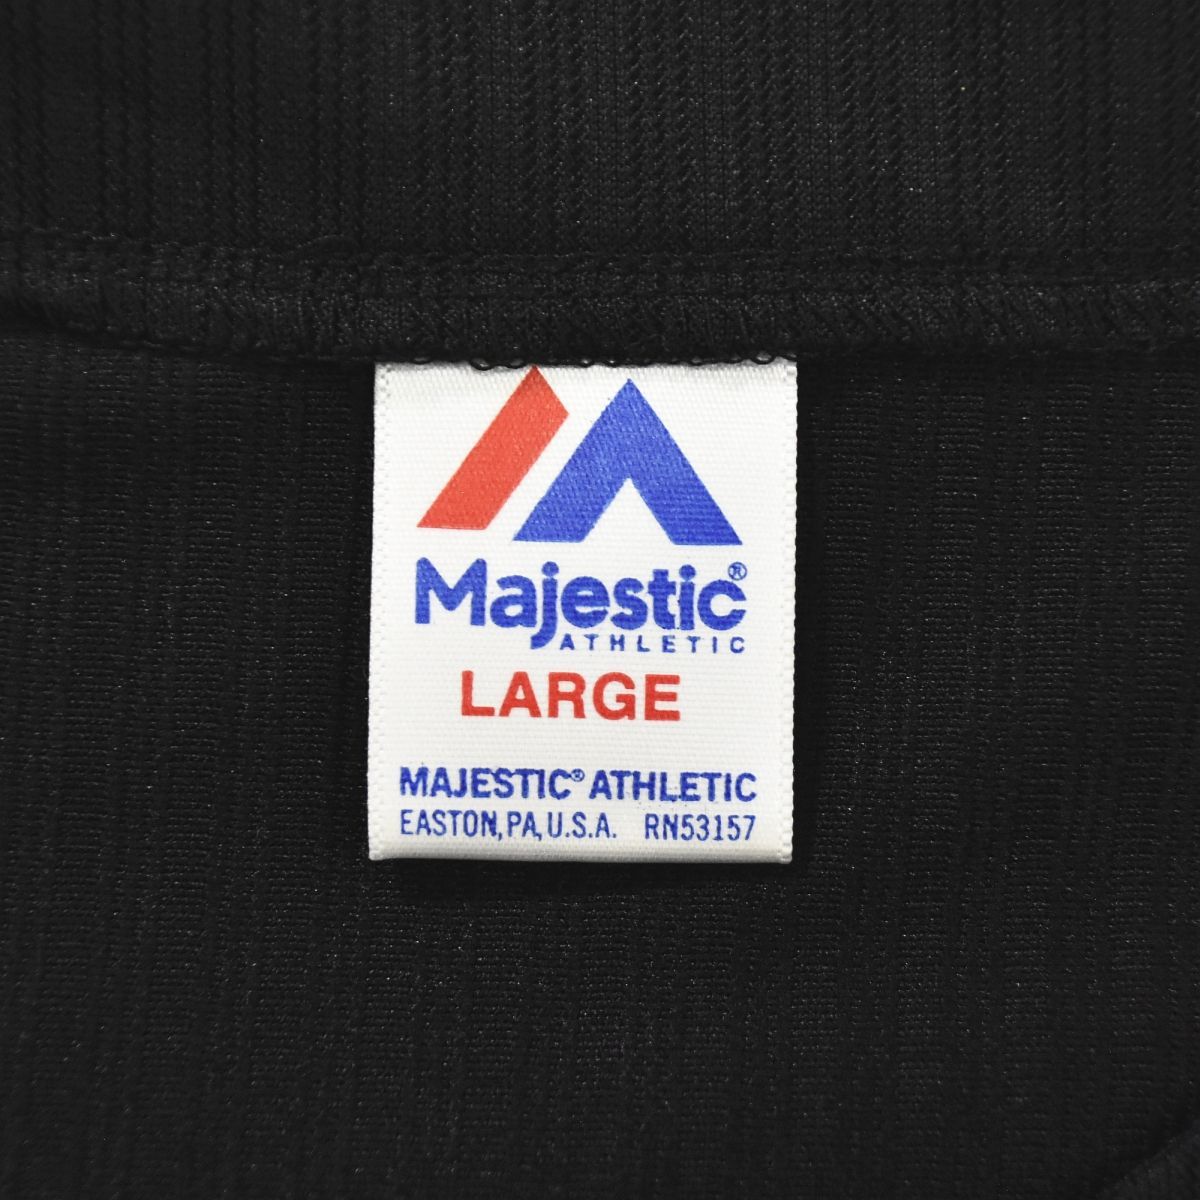 Majestic®
ATHLETIC
LARGE
MAJESTIC® ATHLETIC
EASTON, PA, U.S.A. RN53157